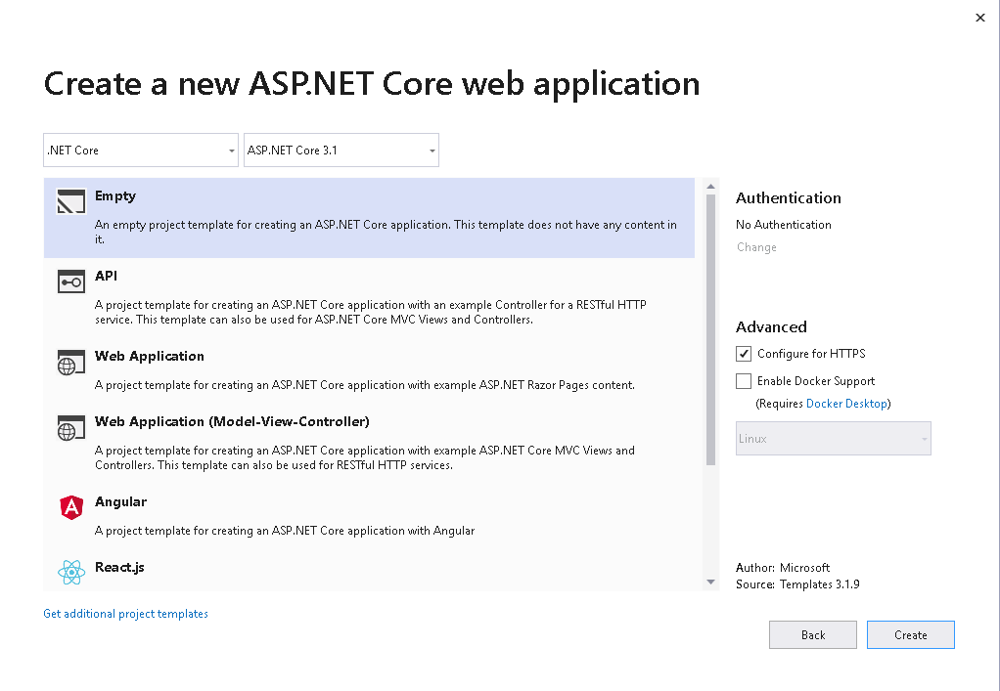 Create a new ASP.NET Core web application
.NET Core
ASP.NET Core 3.1
Empty
An empty project template for creating an ASP.NET Core application. This template does not have any content in
it.
API
A project template for creating an ASP.NET Core application with an example Controller for a RESTful HTTP
service. This template can also be used for ASP.NET Core MVC Views and Controllers.
Web Application
A project template for creating an ASP.NET Core application with example ASP.NET Razor Pages content.
Web Application (Model-View-Controller)
A project template for creating an ASP.NET Core application with example ASP.NET Core MVC Views and
Controllers. This template can also be used for RESTful HTTP services.
Angular
A project template for creating an ASP.NET Core application with Angular
React.js
Get additional project templates
Authentication
No Authentication
Change
Advanced
Configure for HTTPS
Enable Docker Support
(Requires Docker Desktop)
Linux
Author: Microsoft
Source: Templates 3.1.9
Back
Create